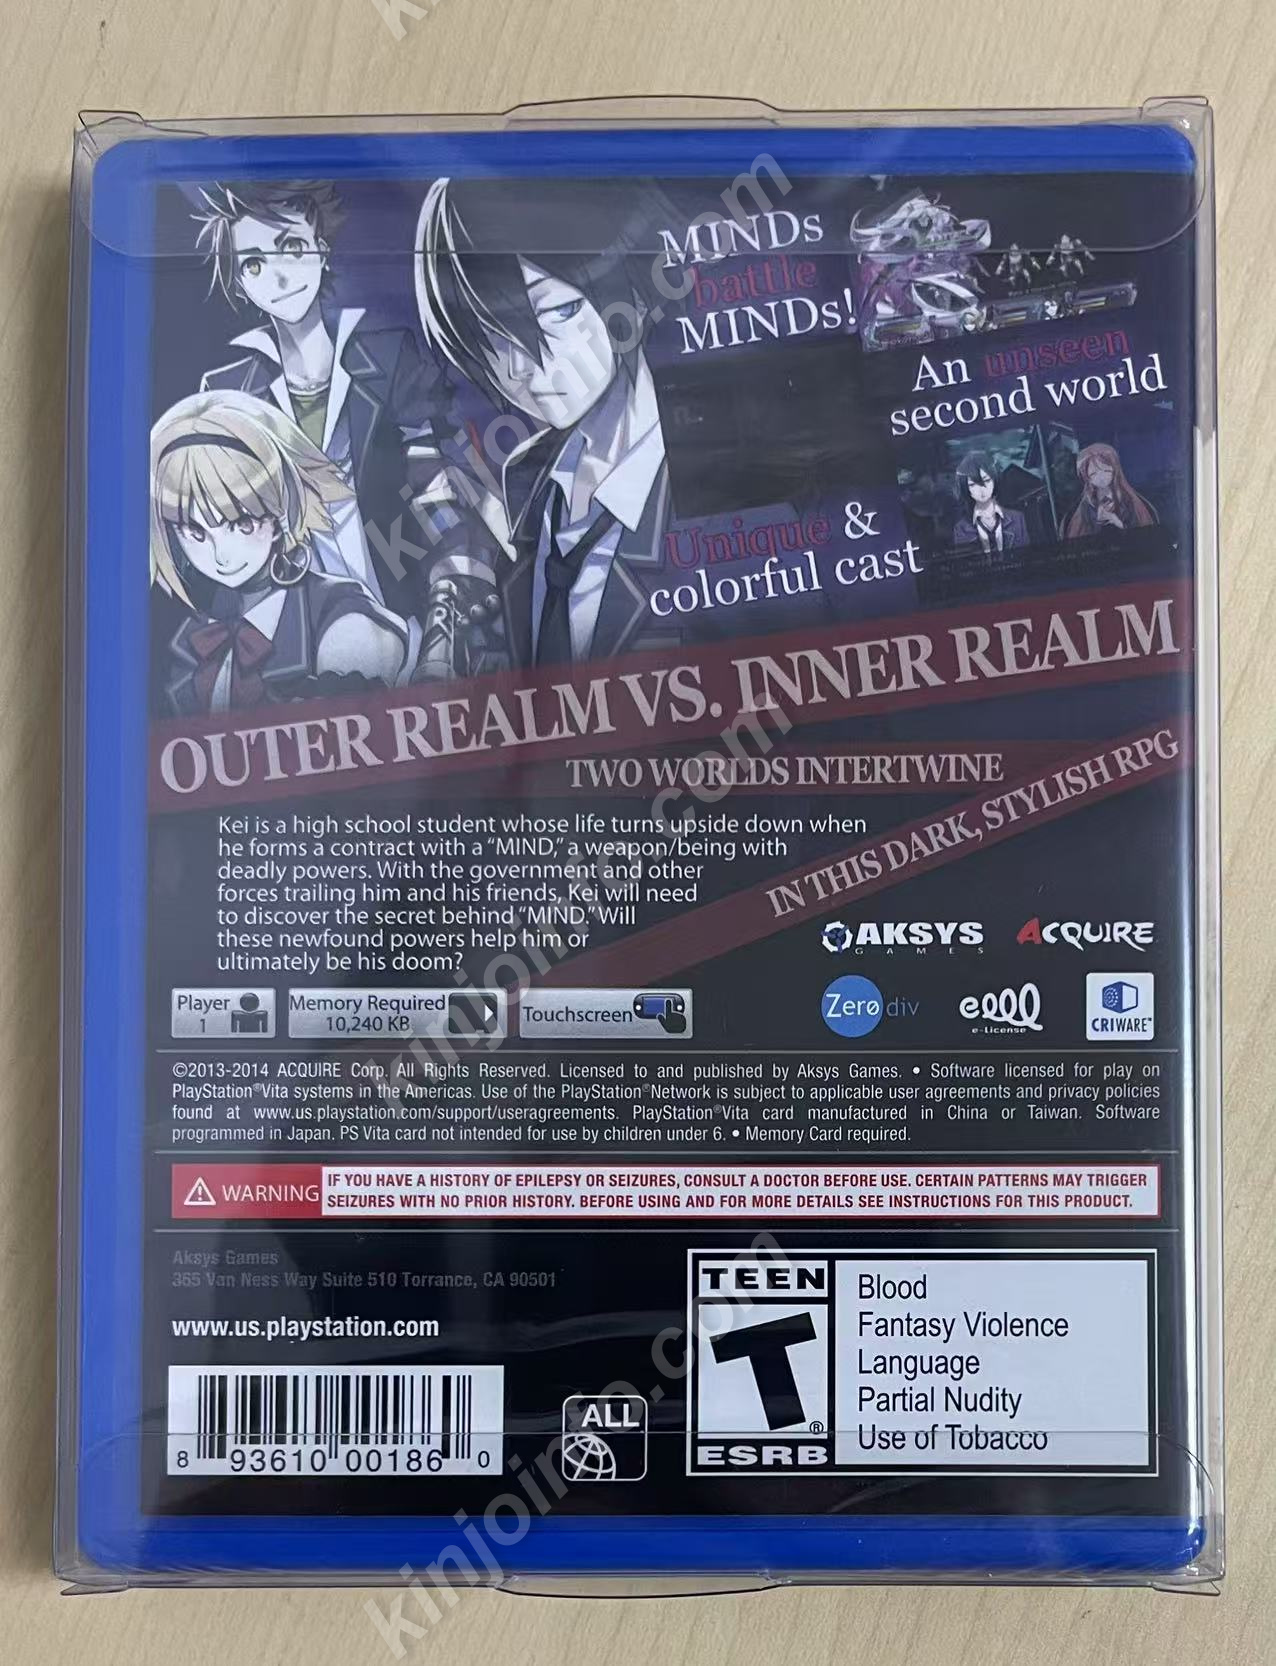 MINDs
battle
MINDs!
An unseen
second world
Unique &
colorful cast
OUTER REALM VS. INNER REALM
TWO WORLDS INTERTWINE
IN THIS DARK, STYLISH RPG
Kei is a high school student whose life turns upside down when
he forms a contract with a “MIND,” a weapon/being with
deadly powers. With the government and other
forces trailing him and his friends, Kei will need
to discover the secret behind “MIND.” Will
these newfound powers help him or
ultimately be his doom?
AKSYS
GAMES
ACQUIRE
Player
1
Memory Required
10,240 KB
Touchscreen
Zero div
e-License
CRIWARE™
©2013-2014 ACQUIRE Corp. All Rights Reserved. Licensed to and published by Aksys Games. • Software licensed for play on
PlayStation®Vita systems in the Americas. Use of the PlayStation®Network is subject to applicable user agreements and privacy policies
found at www.us.playstation.com/support/useragreements. PlayStation®Vita card manufactured in China or Taiwan. Software
programmed in Japan. PS Vita card not intended for use by children under 6. • Memory Card required.
WARNING
IF YOU HAVE A HISTORY OF EPILEPSY OR SEIZURES, CONSULT A DOCTOR BEFORE USE. CERTAIN PATTERNS MAY TRIGGER
SEIZURES WITH NO PRIOR HISTORY. BEFORE USING AND FOR MORE DETAILS SEE INSTRUCTIONS FOR THIS PRODUCT.
Aksys Games
365 Van Ness Way Suite 510 Torrance, CA 90501
www.us.playstation.com
8 93610 00186 0
ALL
TEEN
T
®
ESRB
Blood
Fantasy Violence
Language
Partial Nudity
Use of Tobacco
kinjoinfo.com
kinjoinfo.com
kinjoinfo.com